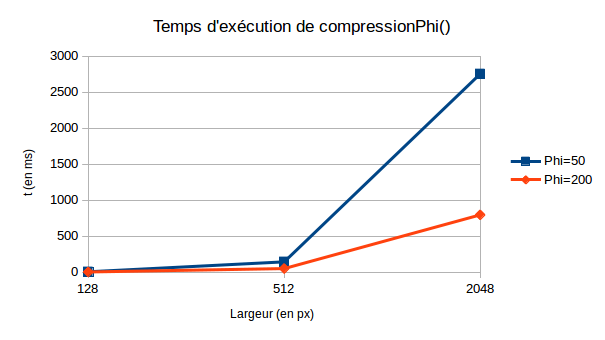 Temps d'exécution de compressionPhi()
3000
2500
2000
1500
1000
500
0
t (en ms)
128
512
2048
Largeur (en px)
Phi=50
Phi=200